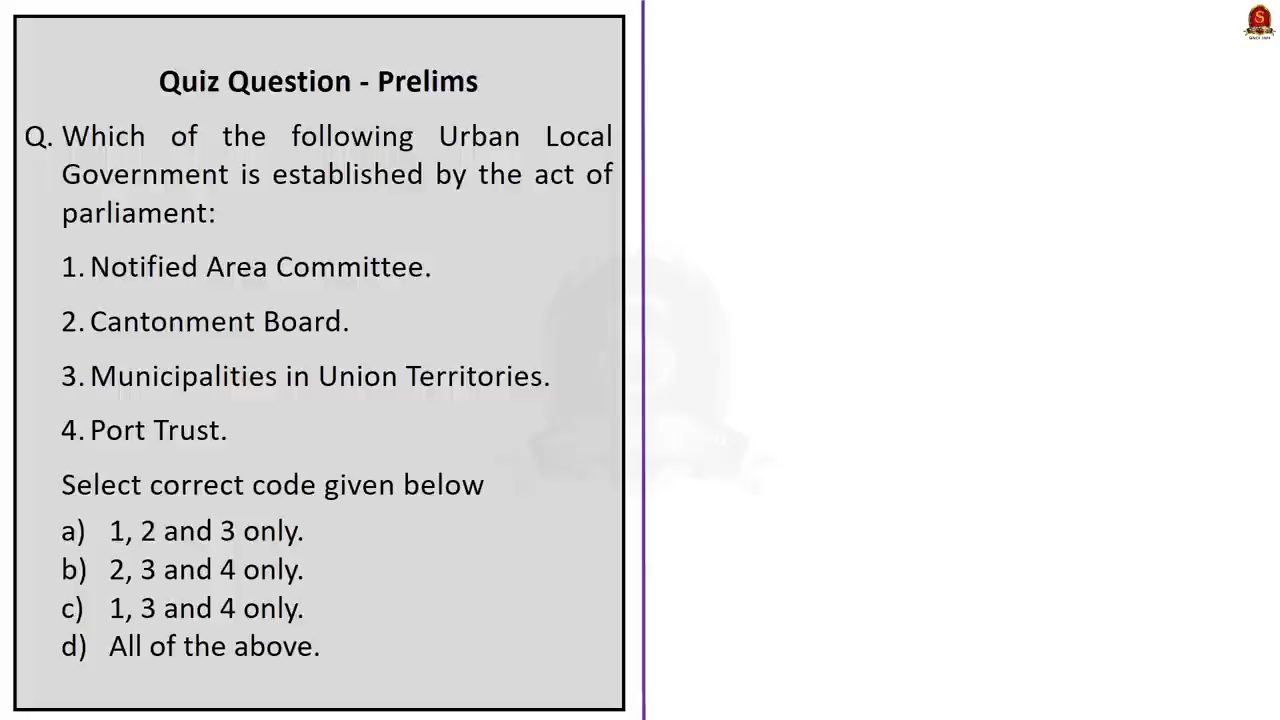 Quiz Question - Prelims
Q. Which of the following Urban Local
Government is established by the act of
parliament:
1. Notified Area Committee.
2. Cantonment Board.
3. Municipalities in Union Territories.
4. Port Trust.
Select correct code given below
a) 1, 2 and 3 only.
b) 2, 3 and 4 only.
c) 1, 3 and 4 only.
d) All of the above.